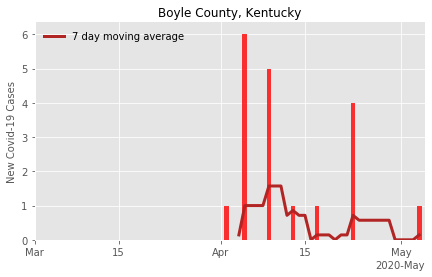 Boyle County, Kentucky
7 day moving average
New Covid-19 Cases
6
5
4
3
2
1
0
Mar
15
Apr
15
May
2020-May